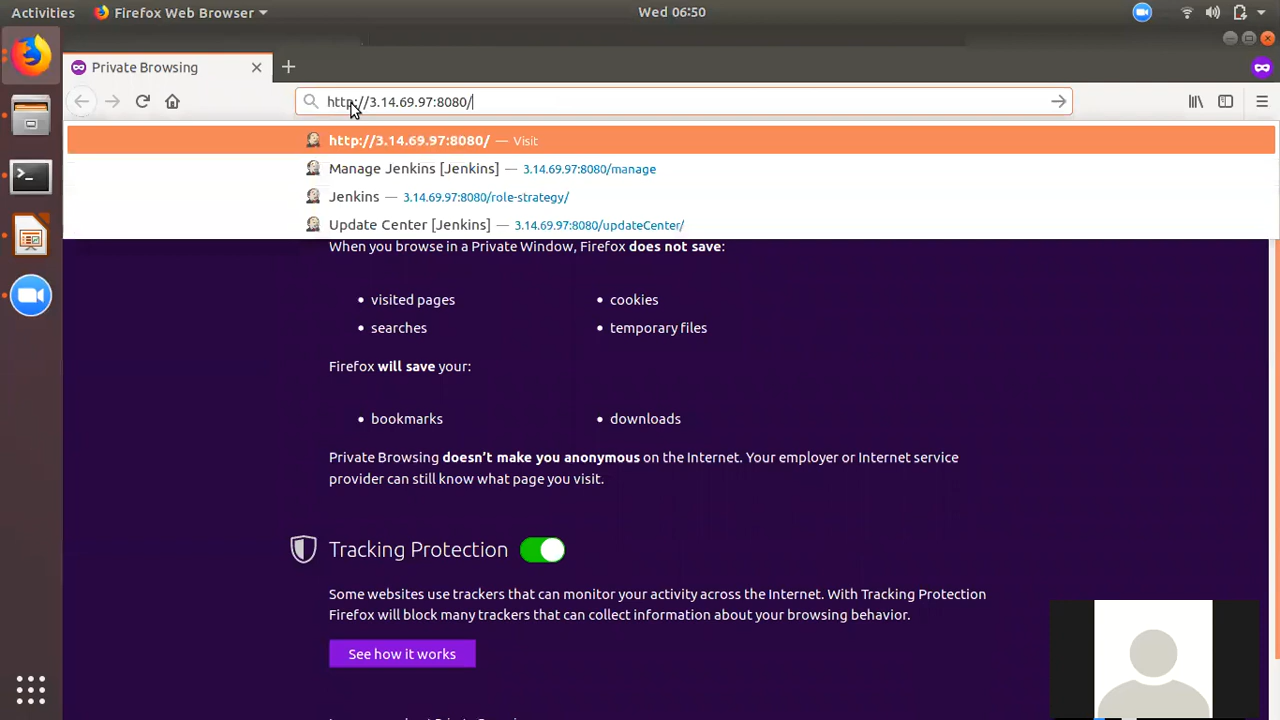 Activities
Firefox Web Browser
Wed 06:50
Private Browsing
http://3.14.69.97:8080/
http://3.14.69.97:8080/ — Visit
Manage Jenkins [Jenkins] — 3.14.69.97:8080/manage
Jenkins — 3.14.69.97:8080/role-strategy/
Update Center [Jenkins] — 3.14.69.97:8080/updateCenter/
When you browse in a Private Window, Firefox does not save:
• visited pages
• cookies
• searches
• temporary files
Firefox will save your:
• bookmarks
• downloads
Private Browsing doesn’t make you anonymous on the Internet. Your employer or Internet service
provider can still know what page you visit.
Tracking Protection
Some websites use trackers that can monitor your activity across the Internet. With Tracking Protection
Firefox will block many trackers that can collect information about your browsing behavior.
See how it works